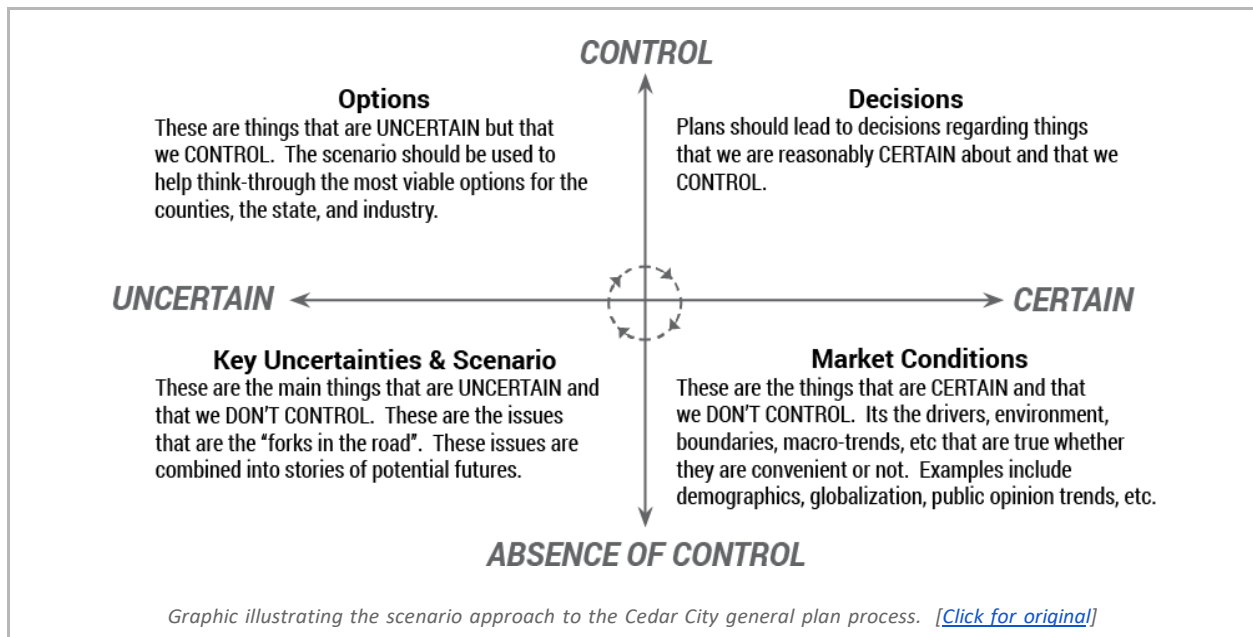 CONTROL
Options
These are things that are UNCERTAIN but that
we CONTROL. The scenario should be used to
help think-through the most viable options for the
counties, the state, and industry.
Decisions
Plans should lead to decisions regarding things
that we are reasonably CERTAIN about and that we
CONTROL.
UNCERTAIN
CERTAIN
Key Uncertainties & Scenario
These are the main things that are UNCERTAIN and
that we DON'T CONTROL. These are the issues
that are the "forks in the road". These issues are
combined into stories of potential futures.
Market Conditions
These are the things that are CERTAIN and that
we DON'T CONTROL. Its the drivers, environment,
boundaries, macro-trends, etc that are true whether
they are convenient or not. Examples include
demographics, globalization, public opinion trends, etc.
ABSENCE OF CONTROL
Graphic illustrating the scenario approach to the Cedar City general plan process. [Click for original]